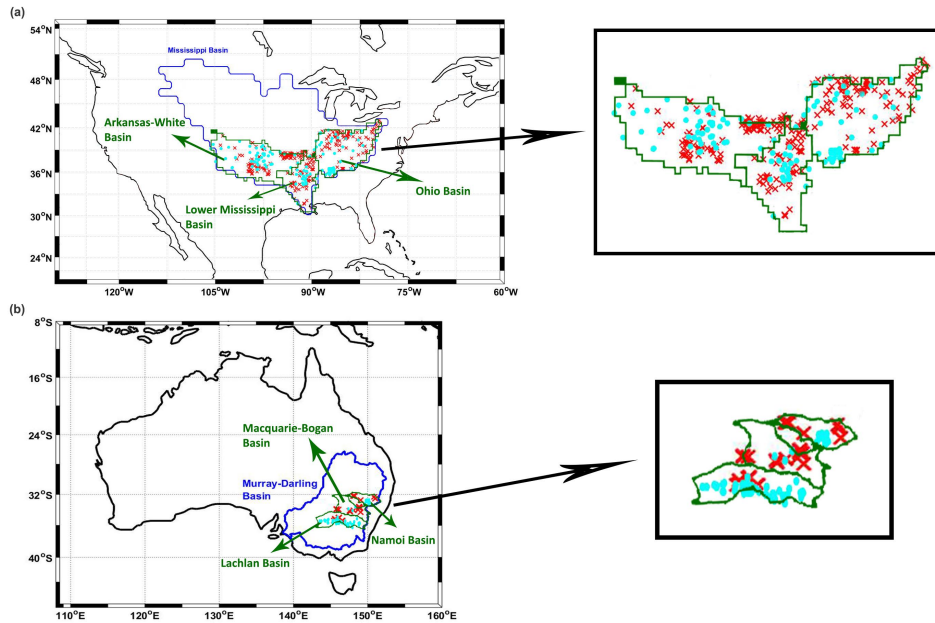 (a)
54°N
48°N
42°N
36°N
30°N
24°N
Mississippi Basin
Arkansas-White
Basin
Ohio Basin
Lower Mississippi
Basin
120°W
105°W
90°W
75°W
60°W
(b)
8°S
16°S
24°S
32°S
40°S
Macquarie-Bogan
Basin
Murray-Darling
Basin
Namoi Basin
Lachlan Basin
110°E
120°E
130°E
140°E
150°E
160°E